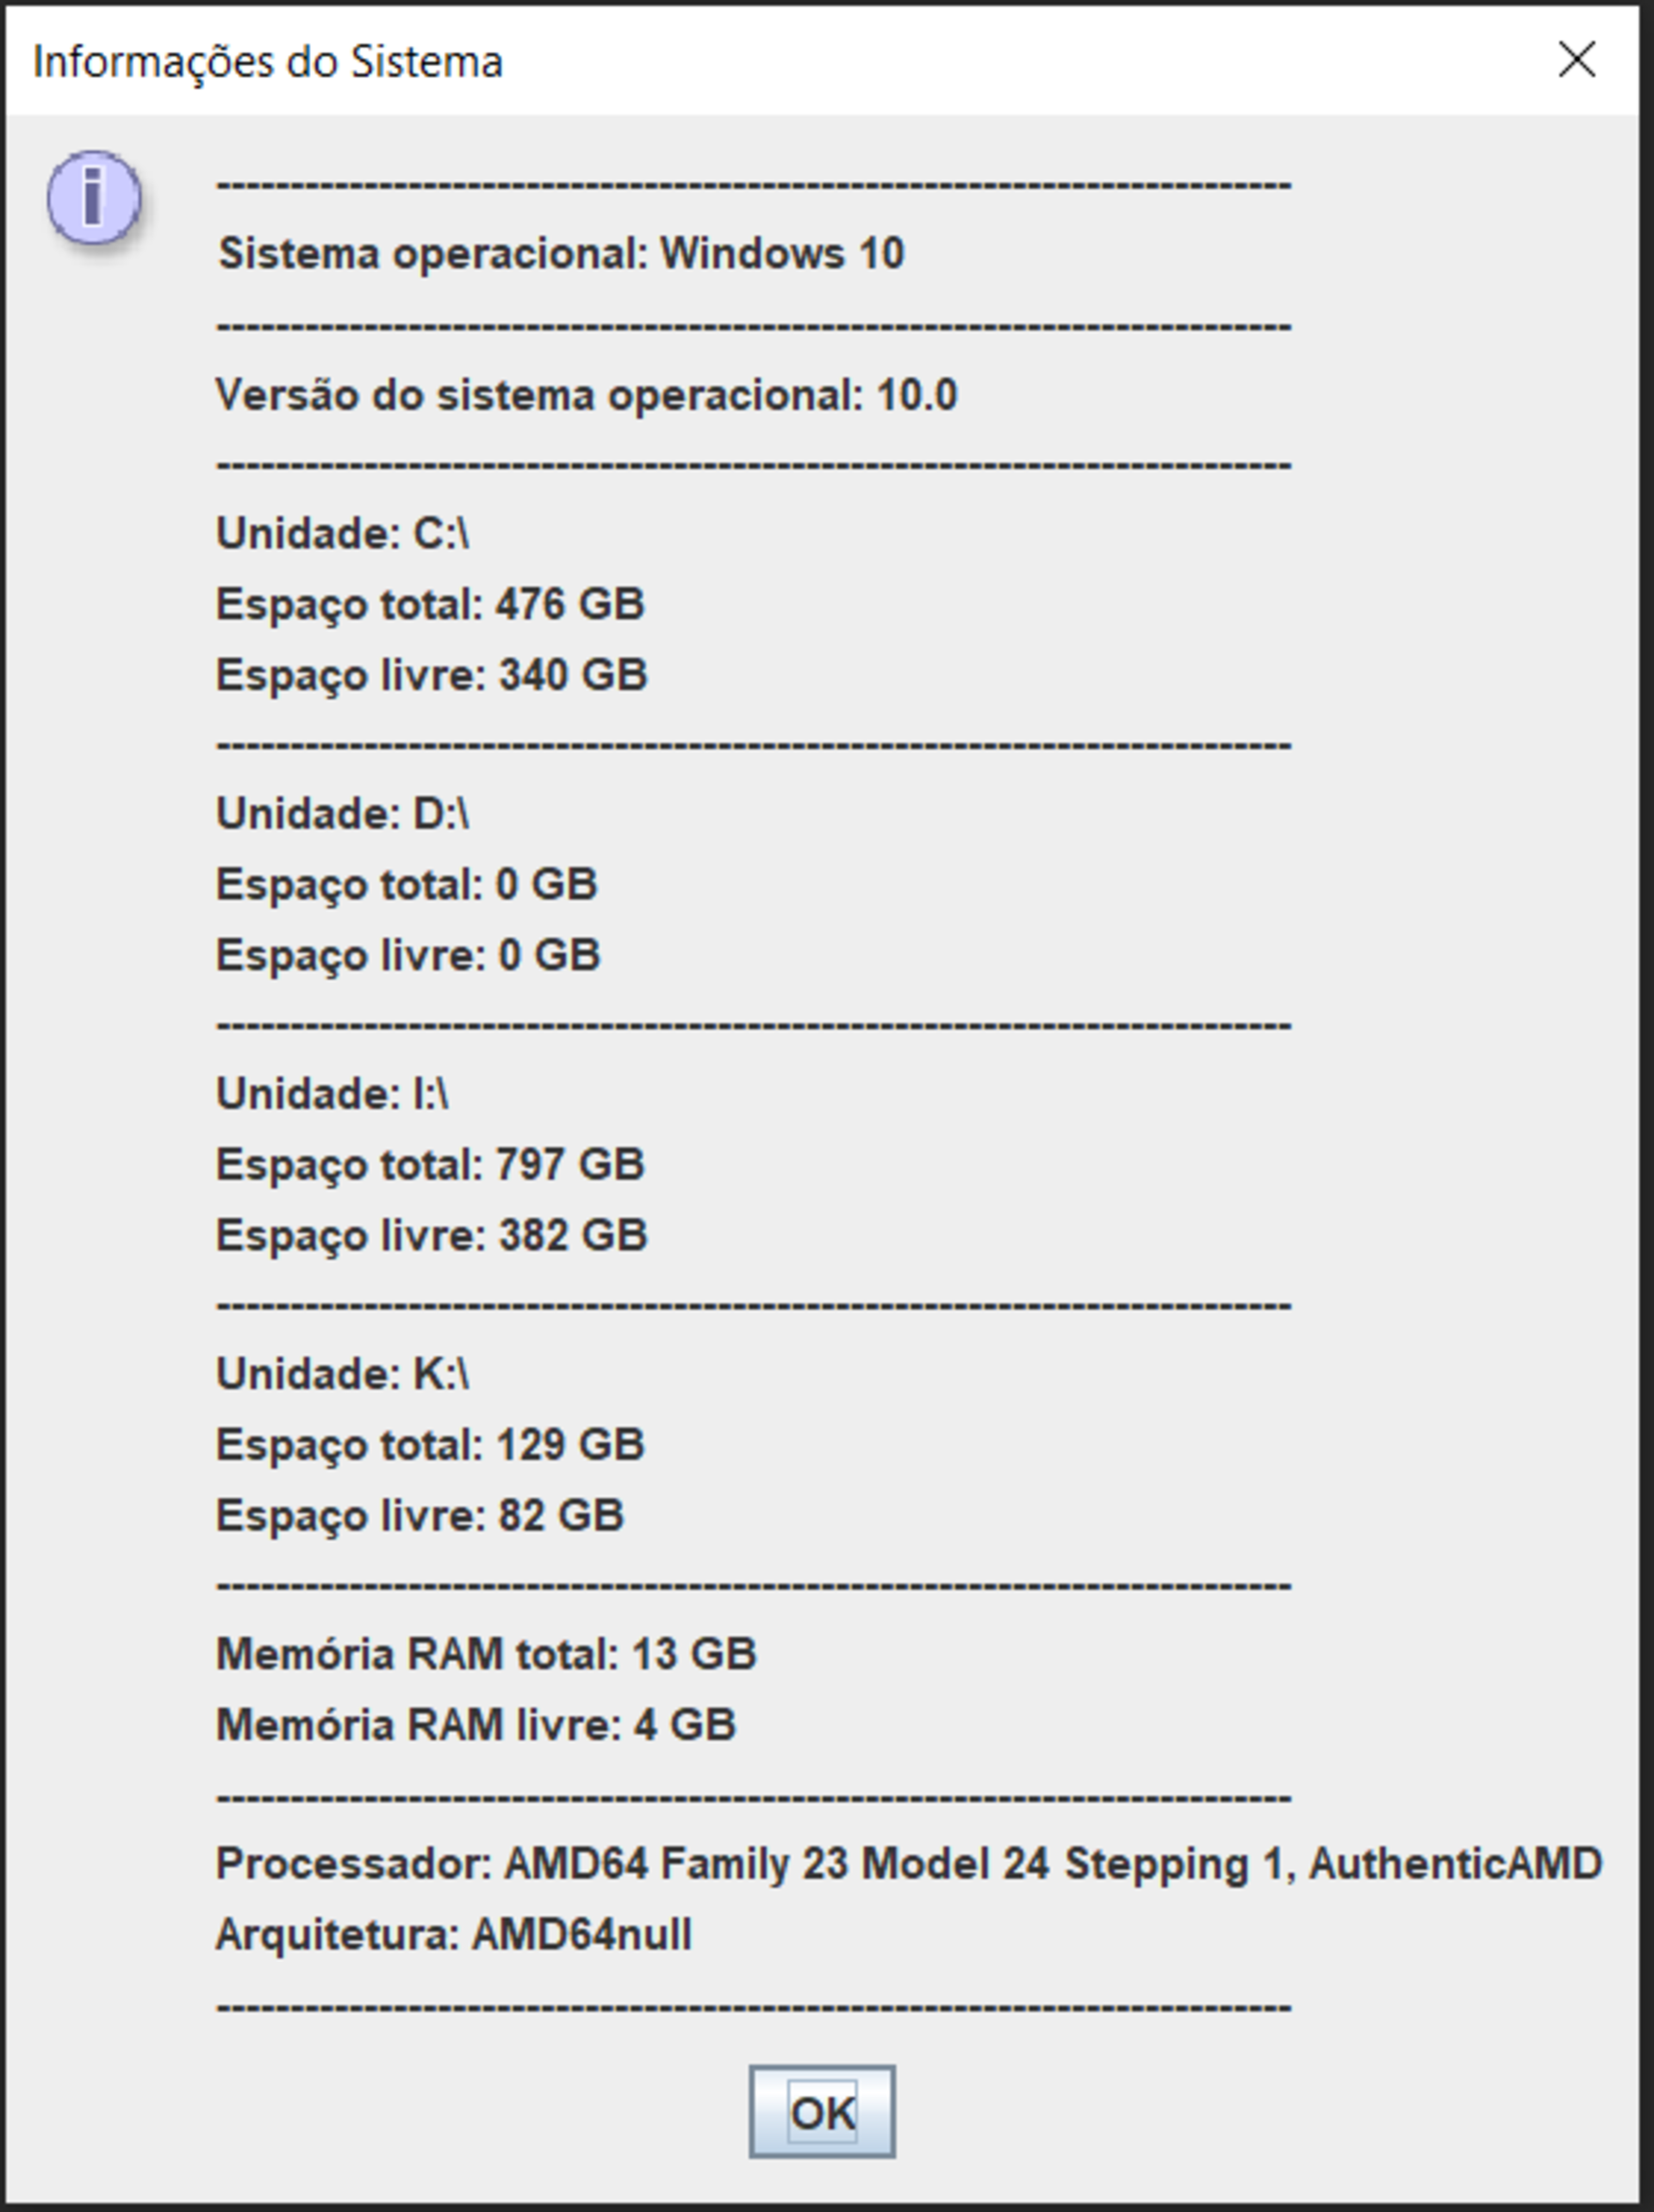 Informações do Sistema
--------------------------------------------------------------------------
Sistema operacional: Windows 10
--------------------------------------------------------------------------
Versão do sistema operacional: 10.0
--------------------------------------------------------------------------
Unidade: C:\
Espaço total: 476 GB
Espaço livre: 340 GB
--------------------------------------------------------------------------
Unidade: D:\
Espaço total: 0 GB
Espaço livre: 0 GB
--------------------------------------------------------------------------
Unidade: I:\
Espaço total: 797 GB
Espaço livre: 382 GB
--------------------------------------------------------------------------
Unidade: K:\
Espaço total: 129 GB
Espaço livre: 82 GB
--------------------------------------------------------------------------
Memória RAM total: 13 GB
Memória RAM livre: 4 GB
--------------------------------------------------------------------------
Processador: AMD64 Family 23 Model 24 Stepping 1, AuthenticAMD
Arquitetura: AMD64null
--------------------------------------------------------------------------
OK